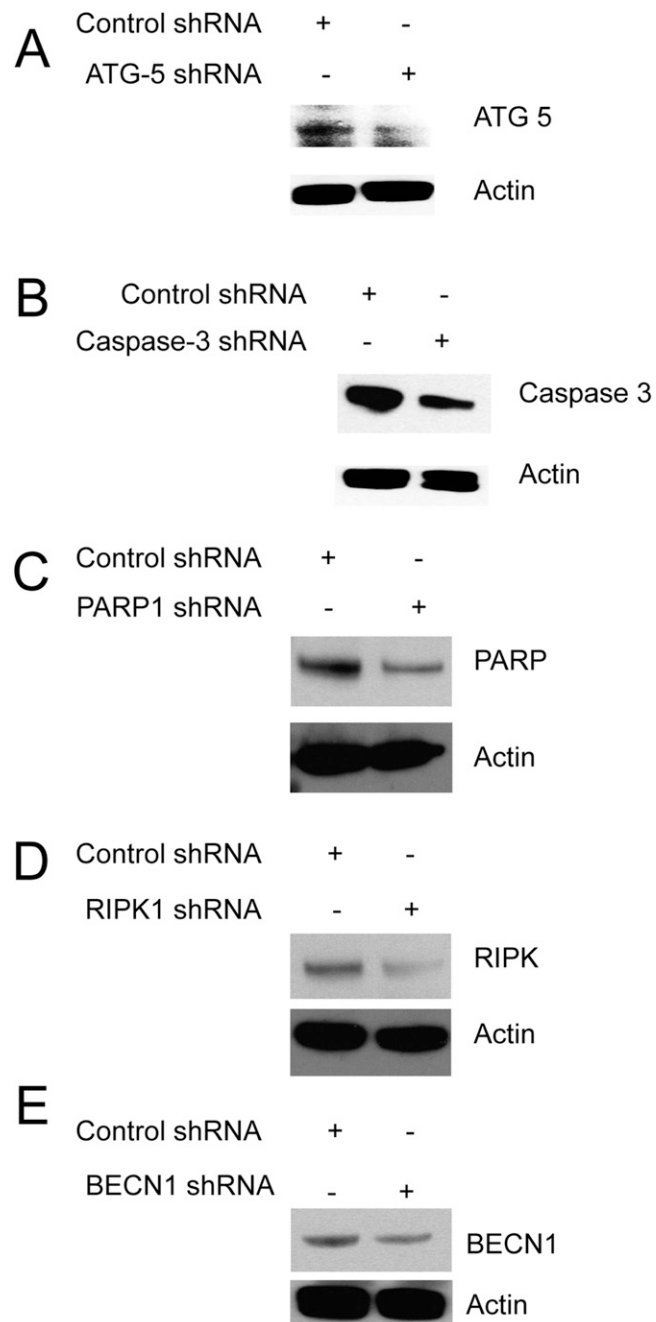 A
Control shRNA + -
ATG-5 shRNA - +
ATG 5
Actin
B
Control shRNA + -
Caspase-3 shRNA - +
Caspase 3
Actin
C
Control shRNA + -
PARP1 shRNA - +
PARP
Actin
D
Control shRNA + -
RIPK1 shRNA - +
RIPK
Actin
E
Control shRNA + -
BECN1 shRNA - +
BECN1
Actin